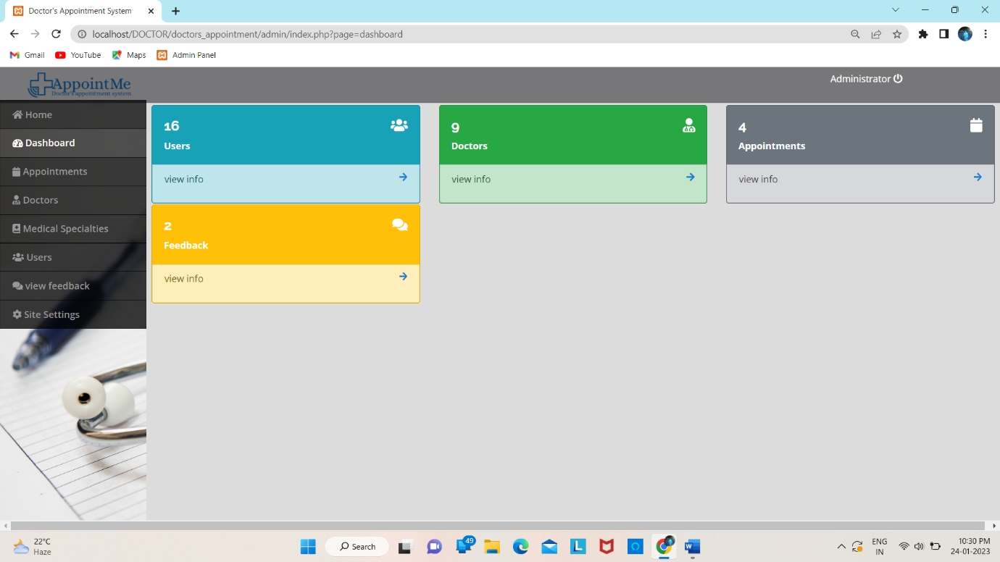 Doctor's Appointment System
localhost/DOCTOR/doctors_appointment/admin/index.php?page=dashboard
Gmail
YouTube
Maps
Admin Panel
AppointMe
Doctor's appointment system
Administrator
Home
Dashboard
Appointments
Doctors
Medical Specialties
Users
view feedback
Site Settings
16
Users
view info
9
Doctors
view info
4
Appointments
view info
2
Feedback
view info
22°C
Haze
Search
49
L
W
ENG
IN
10:30 PM
24-01-2023